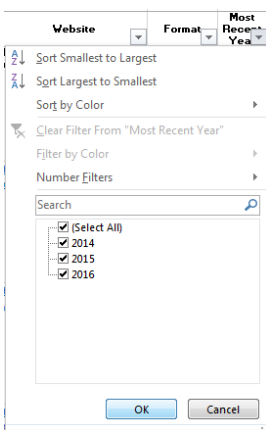 Website Format Most Recent Year
Sort Smallest to Largest
Sort Largest to Smallest
Sort by Color
Clear Filter From "Most Recent Year"
Filter by Color
Number Filters
Search
(Select All)
2014
2015
2016
OK Cancel